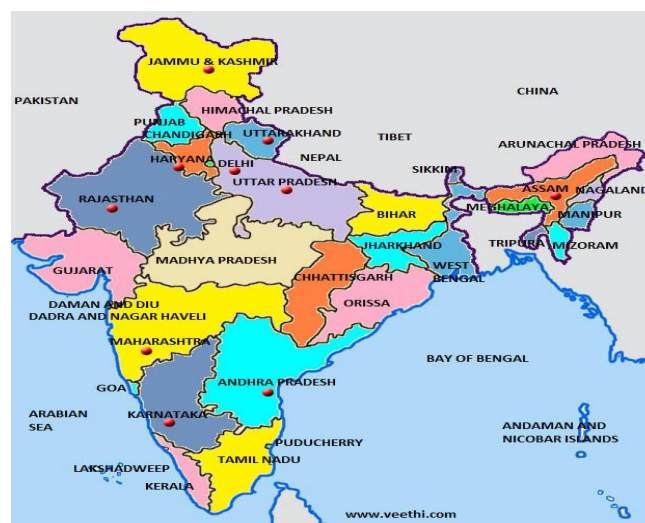 JAMMU & KASHMIR
PAKISTAN
CHINA
HIMACHAL PRADESH
PUNJAB
CHANDIGARH
UTTARAKHAND
TIBET
ARUNACHAL PRADESH
HARYANA
DELHI
NEPAL
SIKKIM
UTTAR PRADESH
ASSAM
NAGALAND
RAJASTHAN
MEGHALAYA
BIHAR
MANIPUR
JHARKHAND
TRIPURA
MIZORAM
MADHYA PRADESH
GUJARAT
CHHATTISGARH
WEST
BENGAL
ORISSA
DAMAN AND DIU
DADRA AND NAGAR HAVELI
MAHARASHTRA
BAY OF BENGAL
GOA
ANDHRA PRADESH
ARABIAN
SEA
KARNATAKA
ANDAMAN AND
NICOBAR ISLANDS
PUDUCHERRY
TAMIL NADU
LAKSHADWEEP
KERALA
www.veethi.com